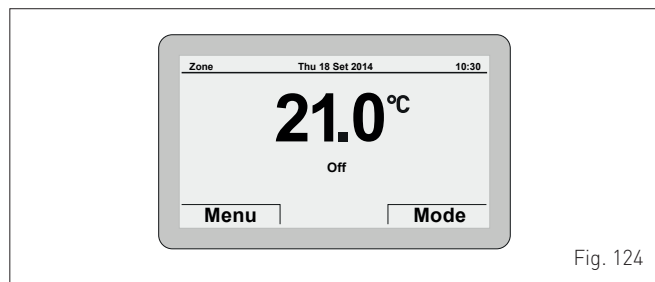 Zone Thu 18 Set 2014 10:30
21.0°C
Off
Menu Mode
Fig. 124